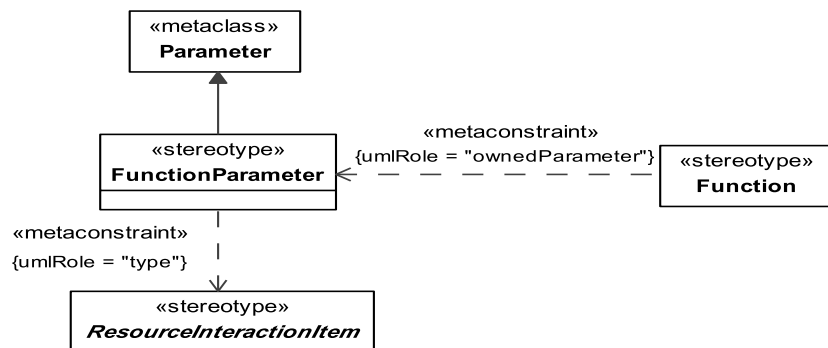 «metaclass»
Parameter
«stereotype»
FunctionParameter
«metaconstraint»
{umlRole = "ownedParameter"}
«stereotype»
Function
«metaconstraint»
{umlRole = "type"}
«stereotype»
ResourceInteractionItem